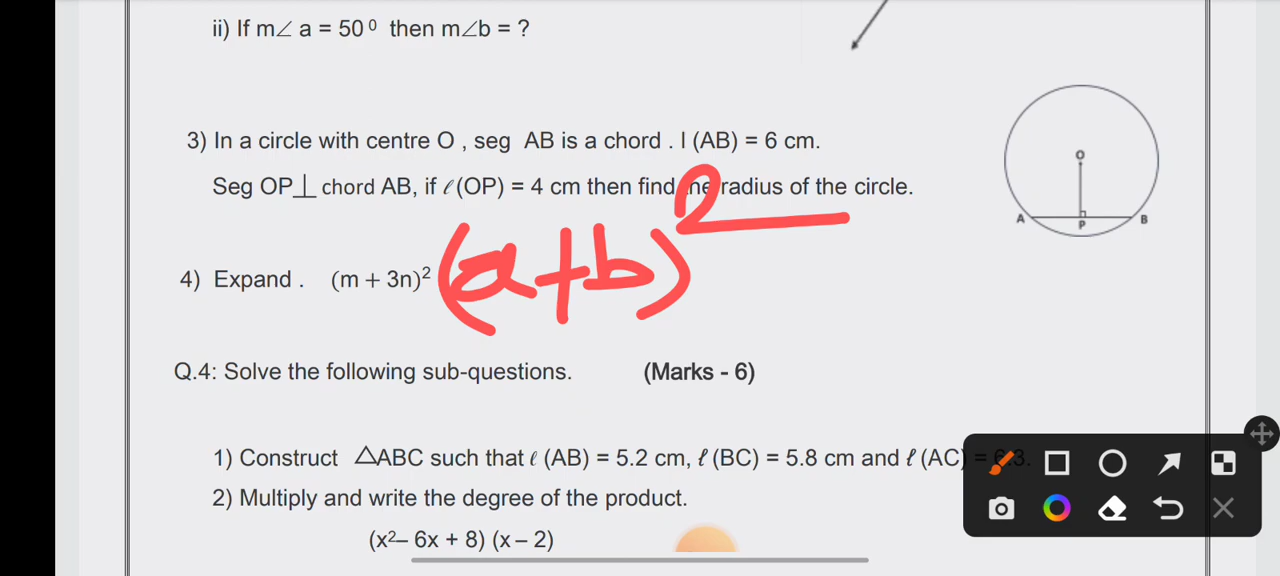 ii) If m∠ a = 50⁰ then m∠b = ?
3) In a circle with centre O , seg AB is a chord . l (AB) = 6 cm.
Seg OP⊥ chord AB, if ℓ(OP) = 4 cm then find radius of the circle.
O
A P B
4) Expand . (m + 3n)² (a+b)²
Q.4: Solve the following sub-questions. (Marks - 6)
1) Construct △ABC such that ℓ (AB) = 5.2 cm, ℓ (BC) = 5.8 cm and ℓ (AC) =
2) Multiply and write the degree of the product.
(x²– 6x + 8) (x – 2)